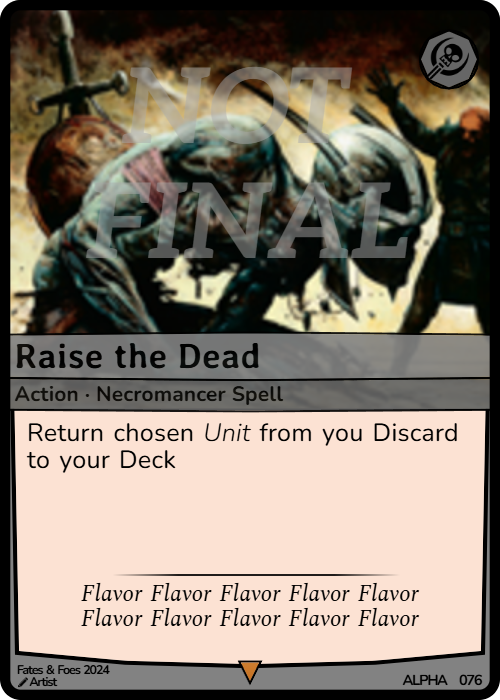 NOT
FINAL
Raise the Dead
Action · Necromancer Spell
Return chosen Unit from you Discard
to your Deck
Flavor Flavor Flavor Flavor Flavor
Flavor Flavor Flavor Flavor Flavor
Fates & Foes 2024
Artist
ALPHA 076